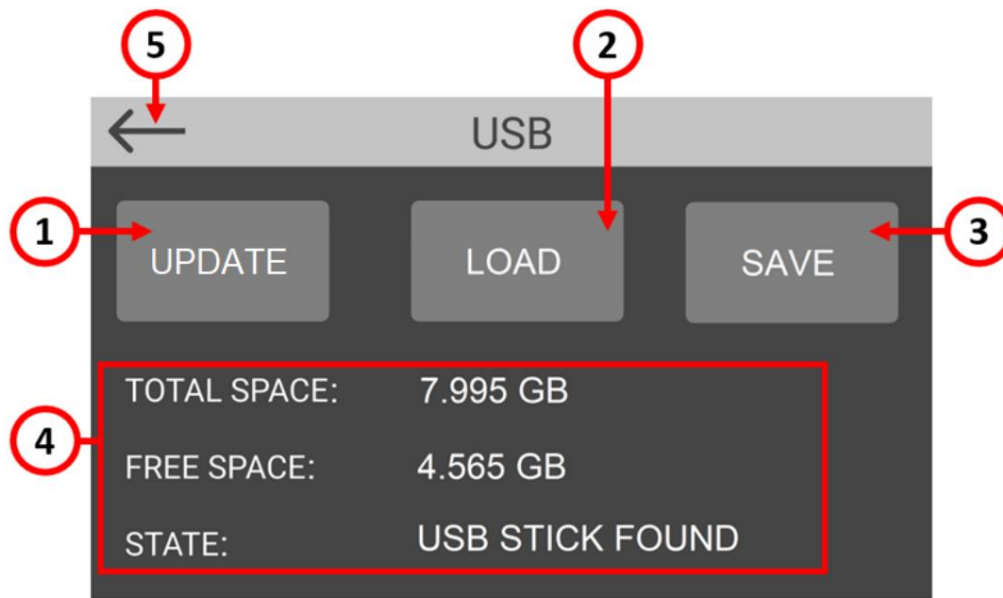 5 2
USB
1 UPDATE LOAD SAVE 3
TOTAL SPACE: 7.995 GB
4 FREE SPACE: 4.565 GB
STATE: USB STICK FOUND